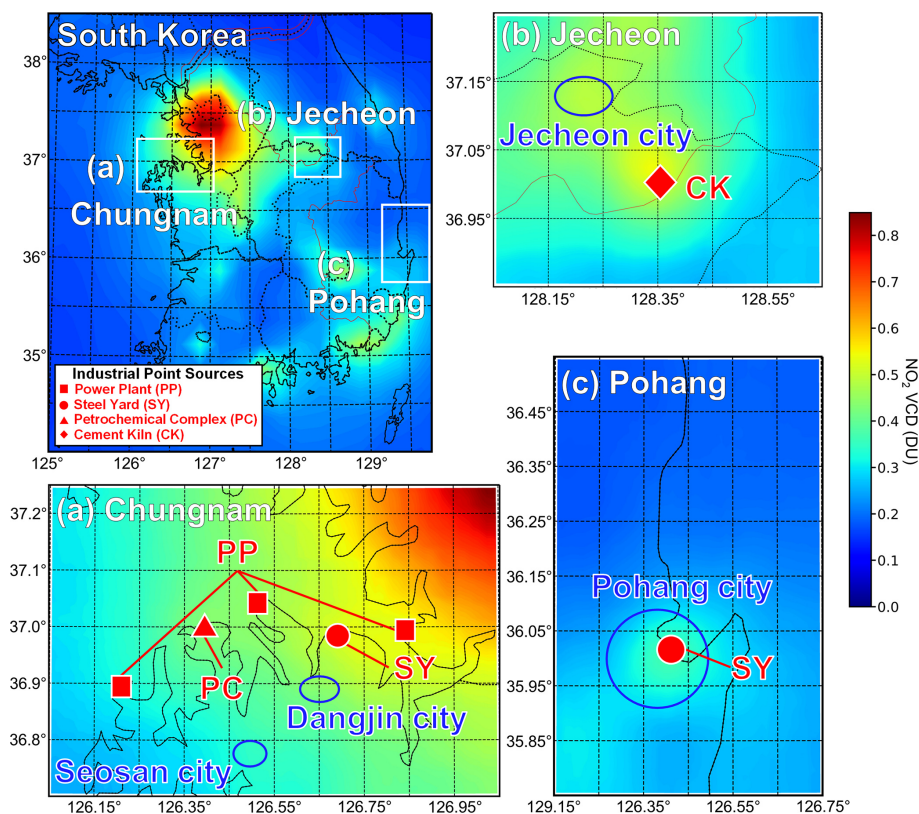 South Korea
(b) Jecheon
(a)
Chungnam
(c)
Pohang
38°
37°
36°
35°
125°
126°
127°
128°
129°
Industrial Point Sources
Power Plant (PP)
Steel Yard (SY)
Petrochemical Complex (PC)
Cement Kiln (CK)
(b) Jecheon
Jecheon city
CK
37.15°
37.05°
36.95°
128.15°
128.35°
128.55°
0.8
0.7
0.6
0.5
0.4
0.3
0.2
0.1
0.0
NO₂ VCD (DU)
(a) Chungnam
PP
PC
SY
Dangjin city
Seosan city
37.2°
37.1°
37.0°
36.9°
36.8°
126.15°
126.35°
126.55°
126.75°
126.95°
(c) Pohang
Pohang city
SY
36.45°
36.35°
36.25°
36.15°
36.05°
35.95°
35.85°
129.15°
126.35°
126.55°
126.75°